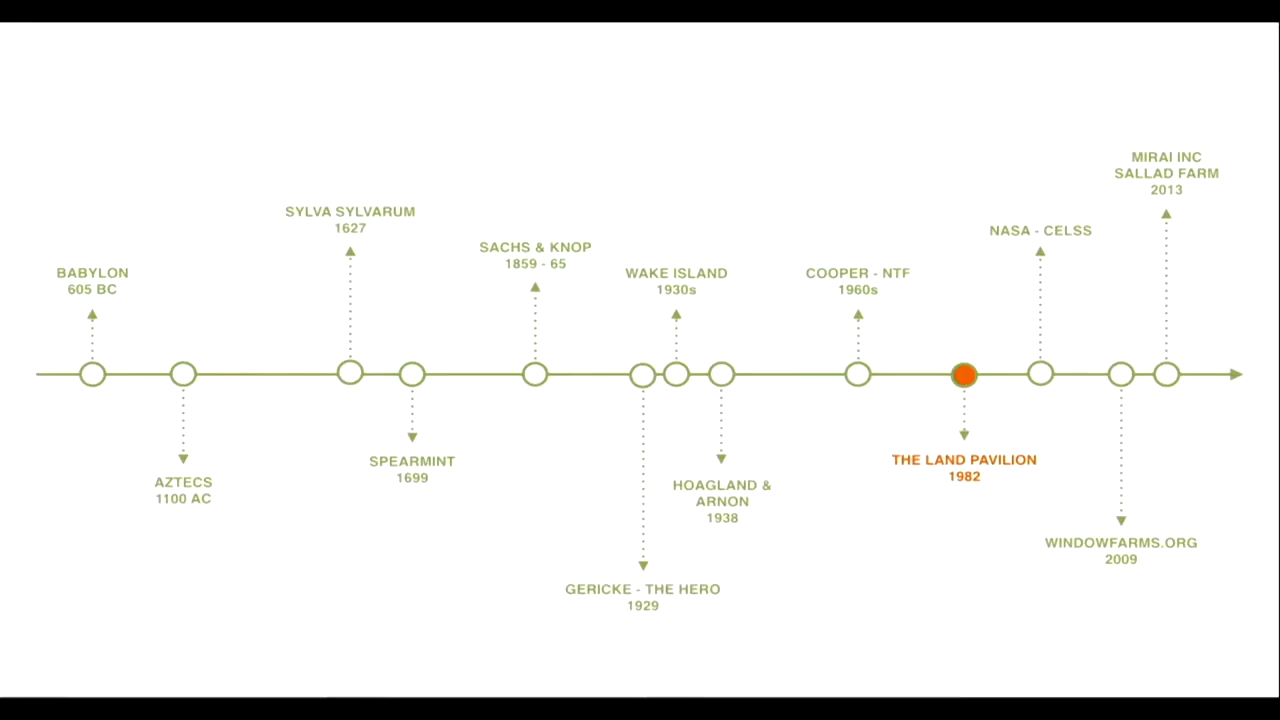 BABYLON
605 BC
AZTECS
1100 AC
SYLVA SYLVARUM
1627
SPEARMINT
1699
SACHS & KNOP
1859 - 65
GERICKE - THE HERO
1929
WAKE ISLAND
1930s
HOAGLAND &
ARNON
1938
COOPER - NTF
1960s
THE LAND PAVILION
1982
NASA - CELSS
WINDOWFARMS.ORG
2009
MIRAI INC
SALLAD FARM
2013